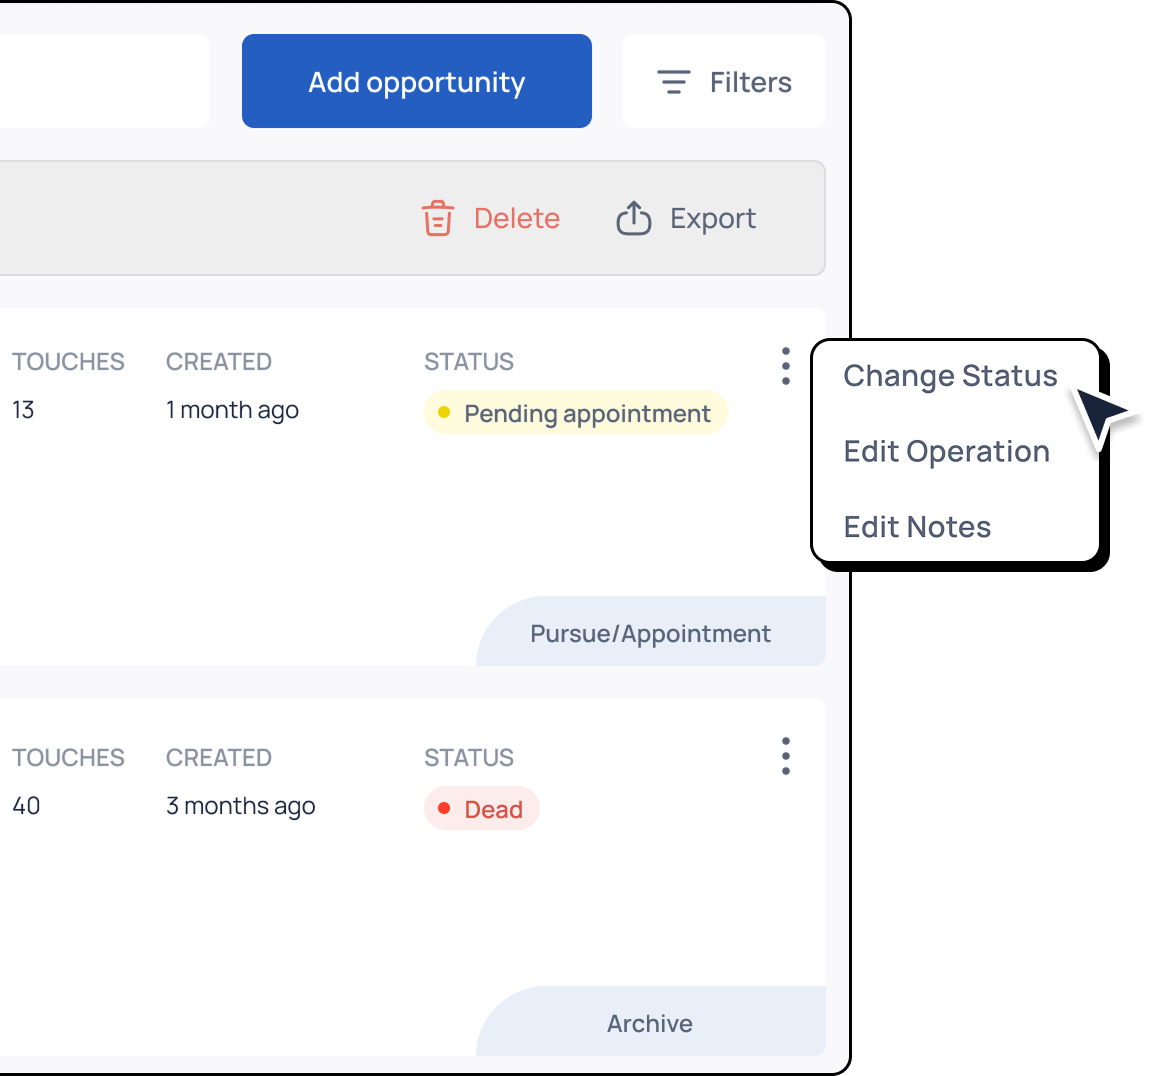 Add opportunity
Filters
Delete
Export
TOUCHES CREATED STATUS
13 1 month ago Pending appointment
Change Status
Edit Operation
Edit Notes
Pursue/Appointment
TOUCHES CREATED STATUS
40 3 months ago Dead
Archive